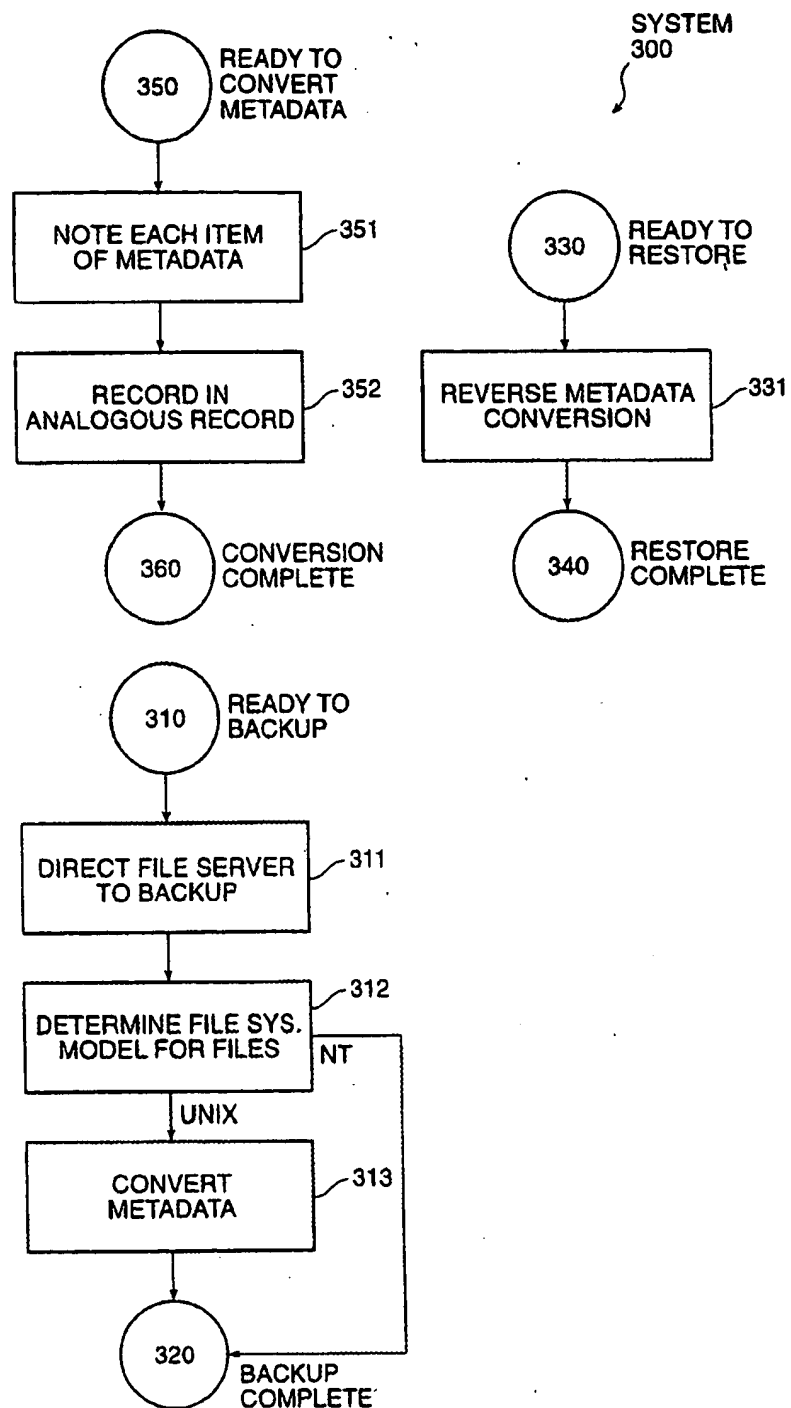 SYSTEM
300
350
READY TO
CONVERT
METADATA
NOTE EACH ITEM
OF METADATA
351
RECORD IN
ANALOGOUS RECORD
352
360
CONVERSION
COMPLETE
330
READY TO
RESTORE
REVERSE METADATA
CONVERSION
331
340
RESTORE
COMPLETE
310
READY TO
BACKUP
DIRECT FILE SERVER
TO BACKUP
311
312
DETERMINE FILE SYS.
MODEL FOR FILES
NT
UNIX
CONVERT
METADATA
313
320
BACKUP
COMPLETE